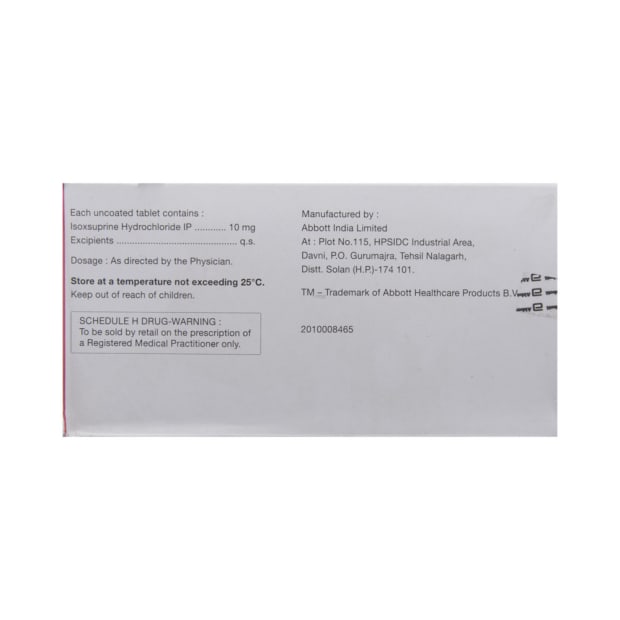 Each uncoated tablet contains :
Isoxsuprine Hydrochloride IP ............ 10 mg
Excipients .............................................. q.s.
Dosage : As directed by the Physician.
Store at a temperature not exceeding 25°C.
Keep out of reach of children.
SCHEDULE H DRUG-WARNING :
To be sold by retail on the prescription of
a Registered Medical Practitioner only.
Manufactured by :
Abbott India Limited
At : Plot No.115, HPSIDC Industrial Area,
Davni, P.O. Gurumajra, Tehsil Nalagarh,
Distt. Solan (H.P.)-174 101.
TM – Trademark of Abbott Healthcare Products B.V.
2010008465